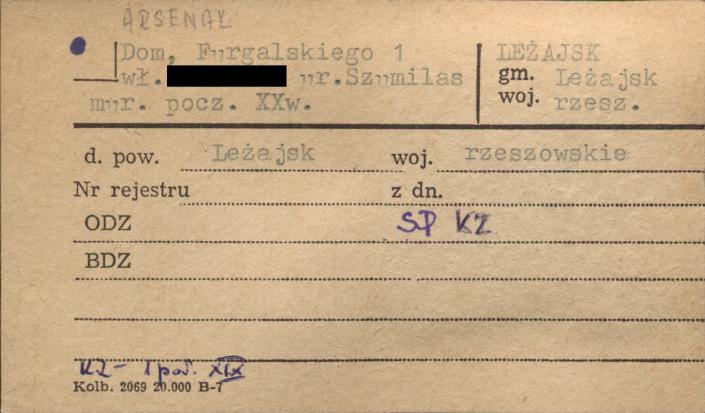 ARSENAŁ
Dom, Furgalskiego 1
wł. ur.Szumilas
mur. pocz. XXw.
LEŻAJSK
gm. Leżajsk
woj. rzesz.
d. pow. Leżajsk woj. rzeszowskie
Nr rejestru z dn.
ODZ SP KZ
BDZ
KZ- I poł. XIX
Kolb. 2069 20.000 B-7